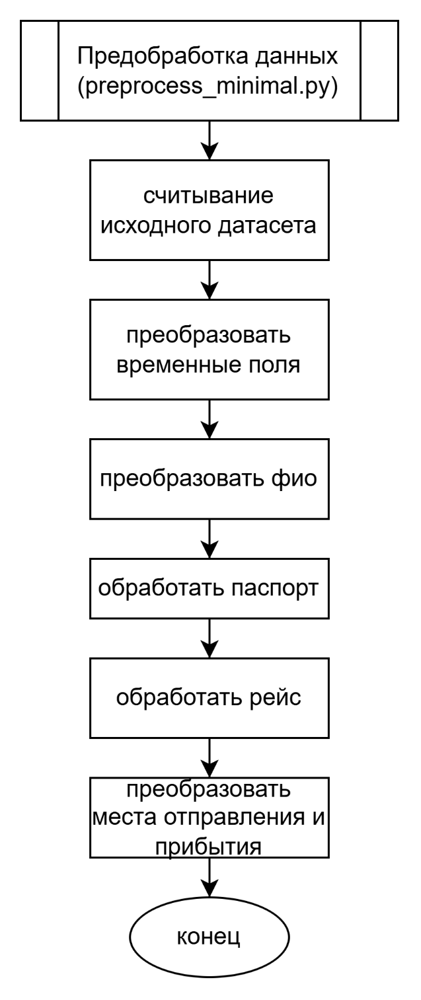 Предобработка данных
(preprocess_minimal.py)
считывание
исходного датасета
преобразовать
временные поля
преобразовать фио
обработать паспорт
обработать рейс
преобразовать
места отправления и
прибытия
конец